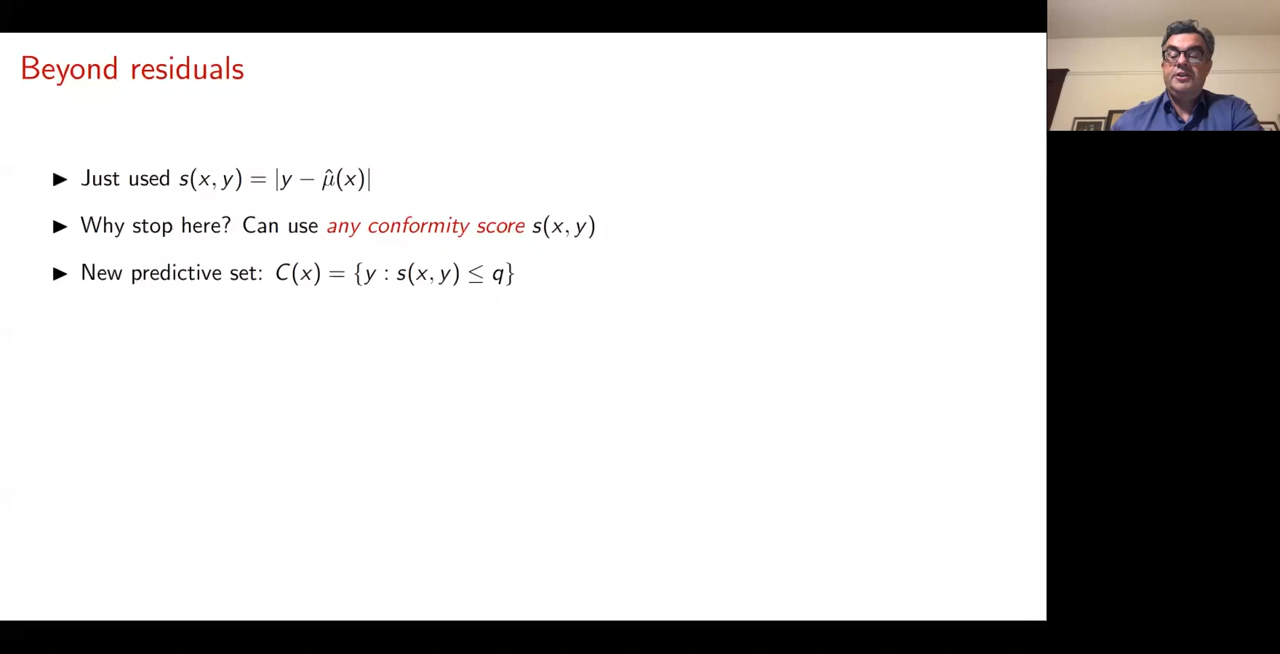 Beyond residuals
▶ Just used s(x, y) = |y − μ̂(x)|
▶ Why stop here? Can use any conformity score s(x, y)
▶ New predictive set: C(x) = {y : s(x, y) ≤ q}